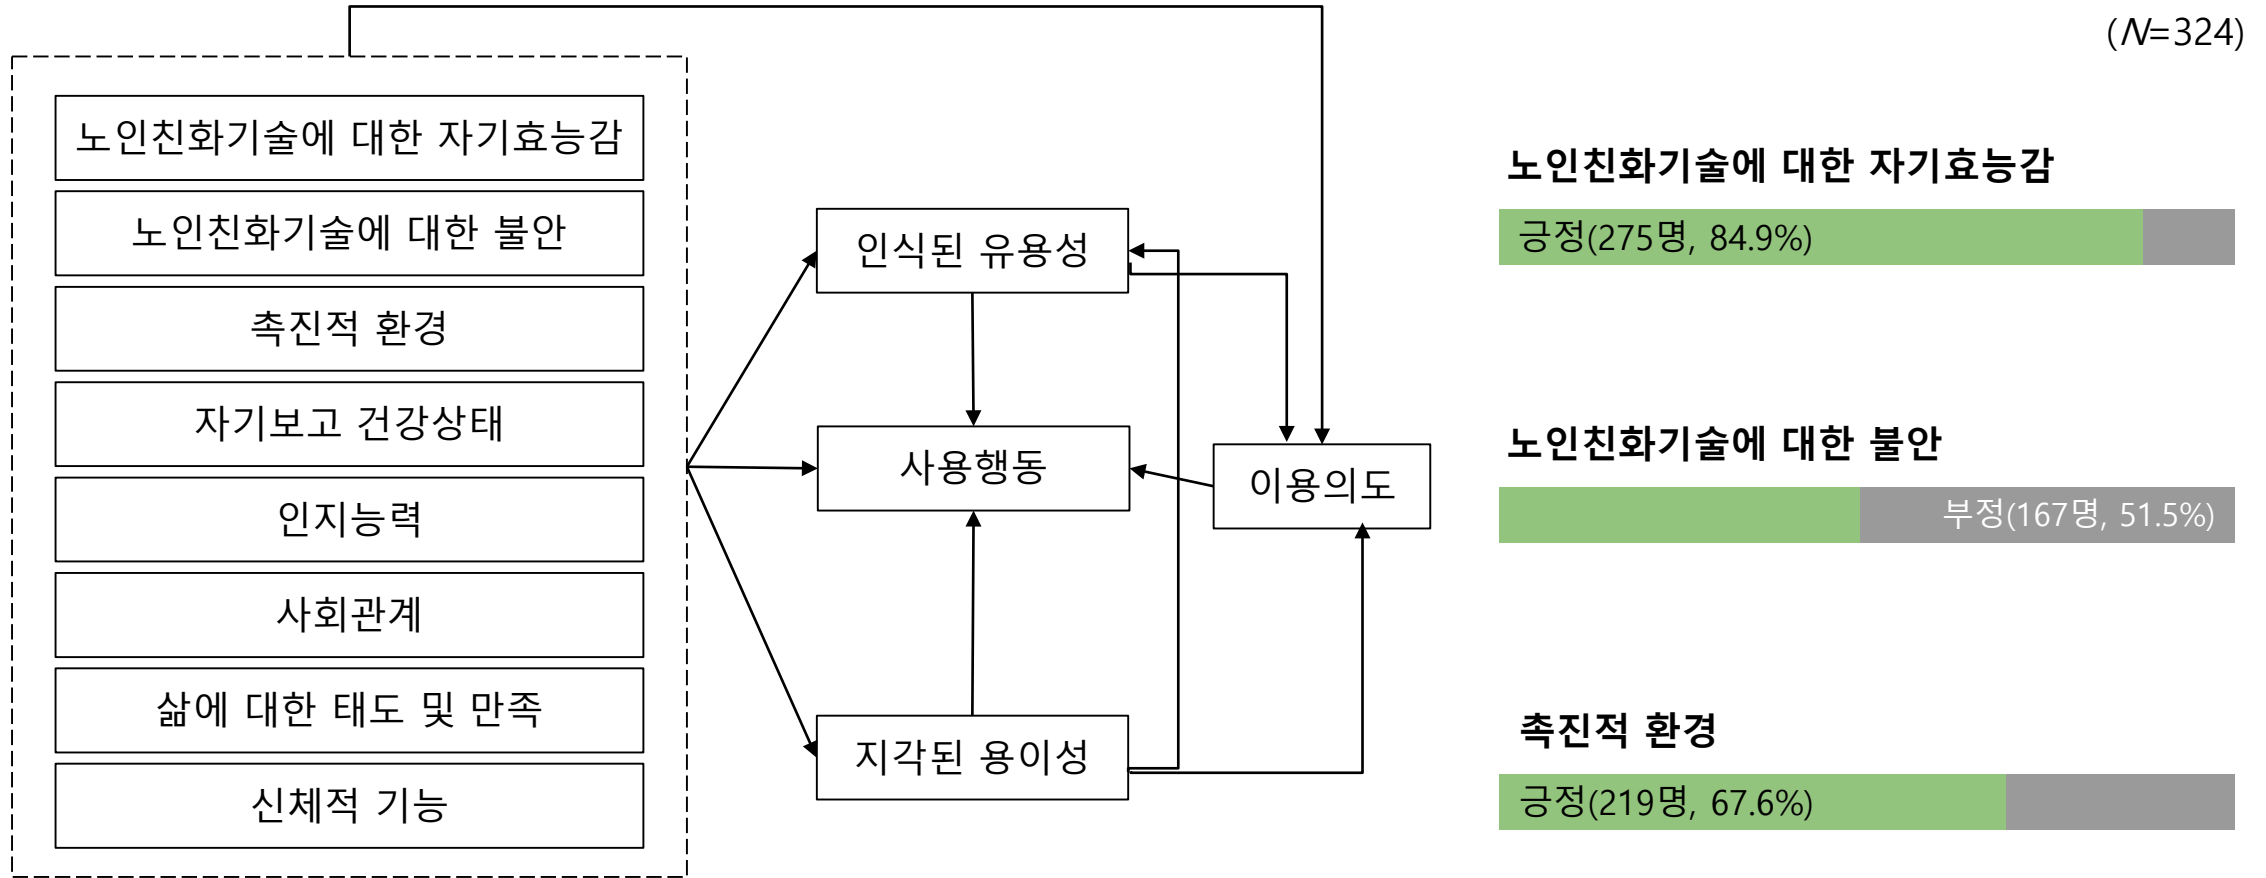 (N=324)
노인친화기술에 대한 자기효능감
노인친화기술에 대한 불안
촉진적 환경
자기보고 건강상태
인지능력
사회관계
삶에 대한 태도 및 만족
신체적 기능
인식된 유용성
사용행동
지각된 용이성
이용의도
노인친화기술에 대한 자기효능감
긍정(275명, 84.9%)
노인친화기술에 대한 불안
부정(167명, 51.5%)
촉진적 환경
긍정(219명, 67.6%)